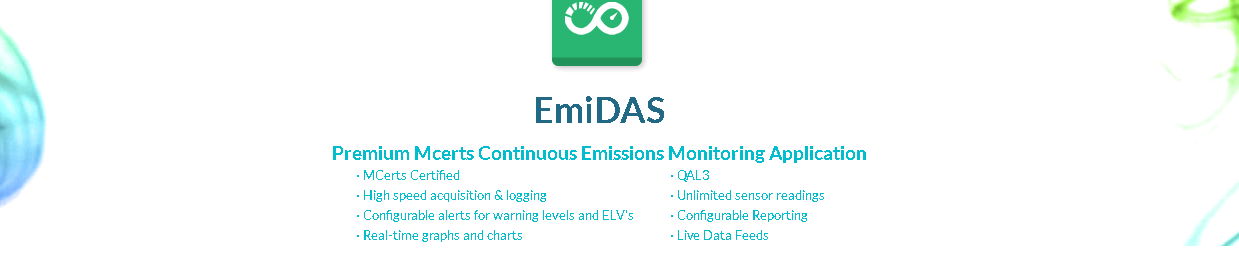 EmiDAS
Premium Mcerts Continuous Emissions Monitoring Application
· MCerts Certified
· High speed acquisition & logging
· Configurable alerts for warning levels and ELV's
· Real-time graphs and charts
· QAL3
· Unlimited sensor readings
· Configurable Reporting
· Live Data Feeds